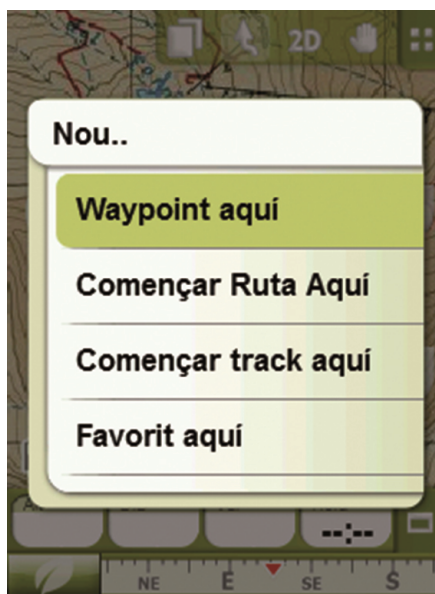 2D
Nou..
Waypoint aquí
Començar Ruta Aquí
Començar track aquí
Favorit aquí
--:--
NE E SE S